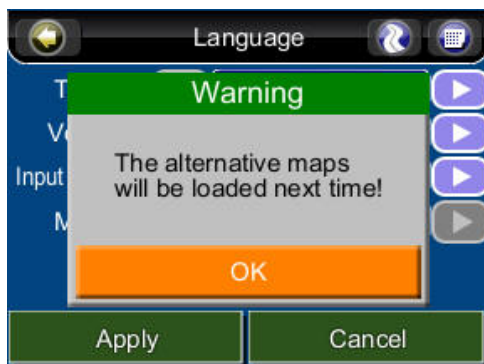 Language
Warning
Input
The alternative maps
will be loaded next time!
OK
Apply
Cancel